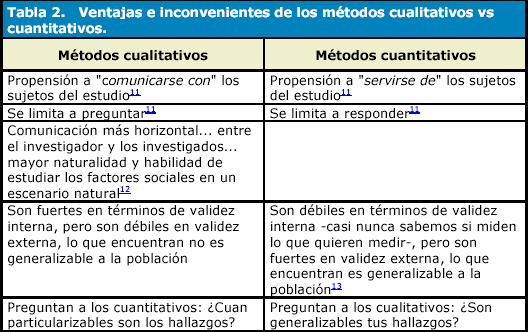 Tabla 2. Ventajas e inconvenientes de los métodos cualitativos vs
cuantitativos.
Métodos cualitativos
Métodos cuantitativos
Propensión a "comunicarse con" los
sujetos del estudio11
Propensión a "servirse de" los sujetos
del estudio11
Se limita a preguntar11
Se limita a responder11
Comunicación más horizontal... entre
el investigador y los investigados...
mayor naturalidad y habilidad de
estudiar los factores sociales en un
escenario natural12
Son fuertes en términos de validez
interna, pero son débiles en validez
externa, lo que encuentran no es
generalizable a la población
Son débiles en términos de validez
interna -casi nunca sabemos si miden
lo que quieren medir-, pero son
fuertes en validez externa, lo que
encuentran es generalizable a la
población13
Preguntan a los cuantitativos: ¿Cuan
particularizables son los hallazgos?
Preguntan a los cualitativos: ¿Son
generalizables tus hallazgos?